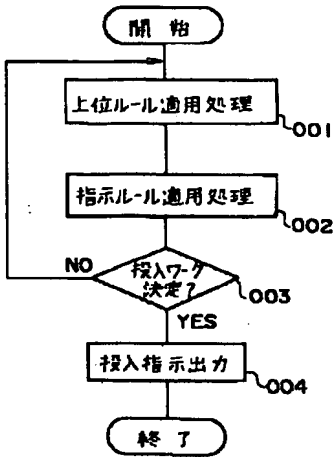 開始
上位ルール適用処理
001
指示ルール適用処理
002
NO
投入ワーク
決定?
003
YES
投入指示出力
004
終了